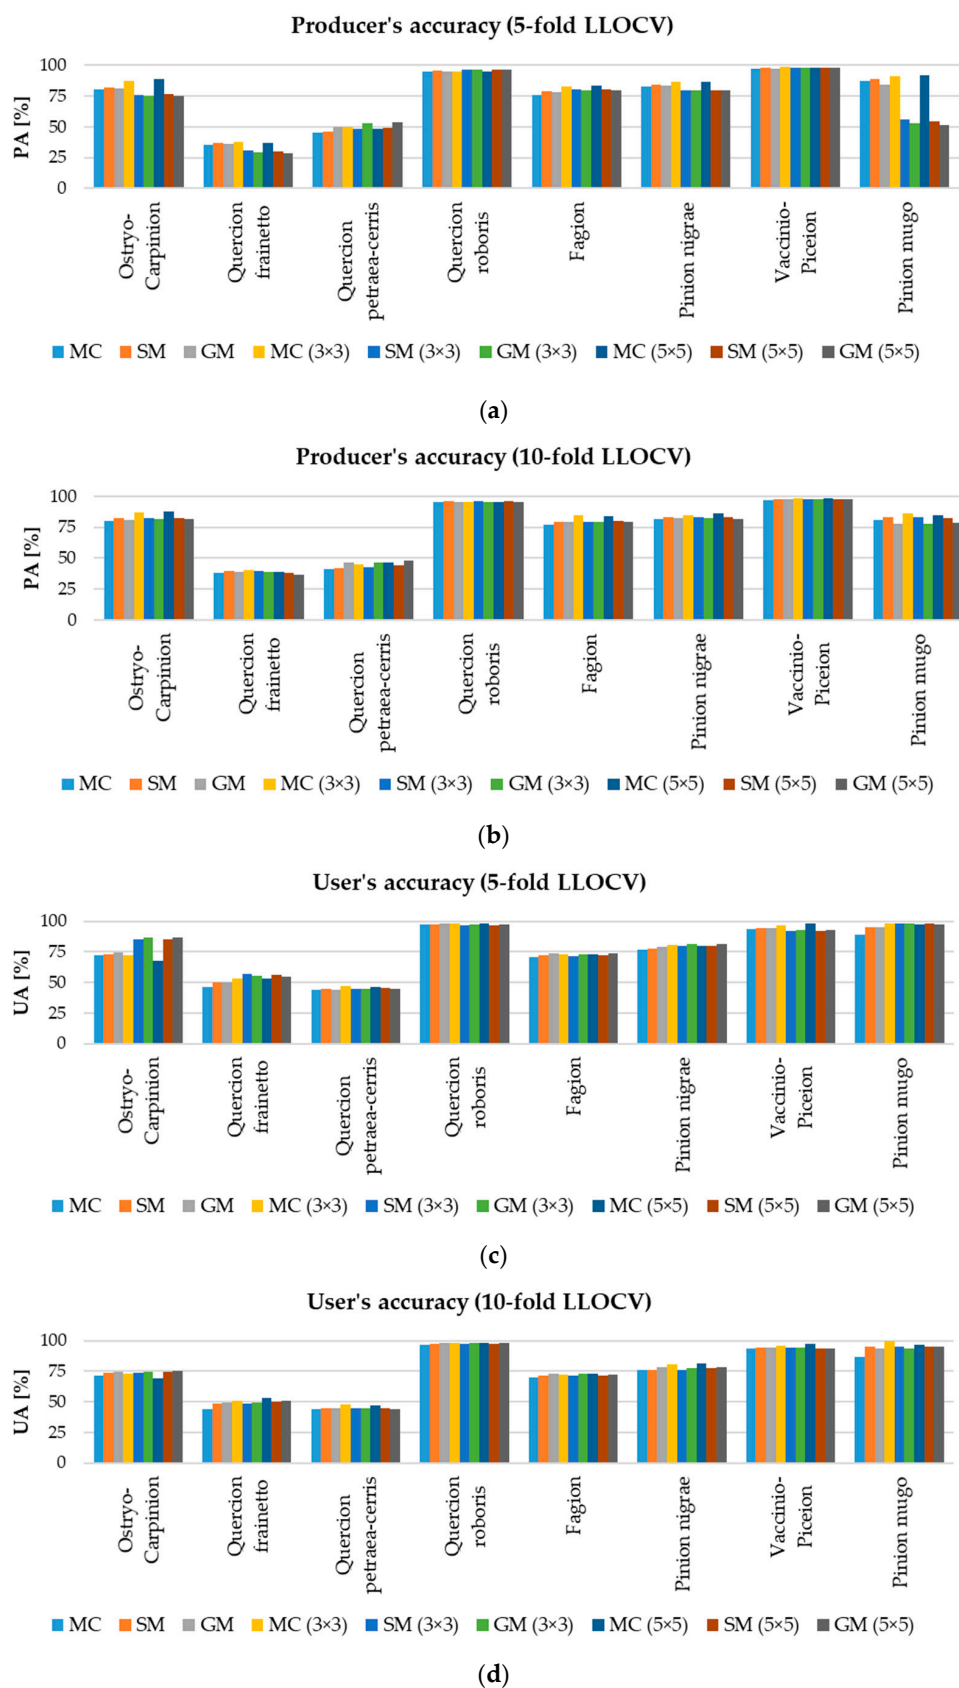 Producer's accuracy (5-fold LLOCV)
PA [%]
100
75
50
25
0
Ostryo-
Carpinion
Quercion
frainetto
Quercion
petraea-cerris
Quercion
roboris
Fagion
Pinion nigrae
Vaccinio-
Piceion
Pinion mugo
MC SM GM MC (3×3) SM (3×3) GM (3×3) MC (5×5) SM (5×5) GM (5×5)
(a)
Producer's accuracy (10-fold LLOCV)
PA [%]
100
75
50
25
0
Ostryo-
Carpinion
Quercion
frainetto
Quercion
petraea-cerris
Quercion
roboris
Fagion
Pinion nigrae
Vaccinio-
Piceion
Pinion mugo
MC SM GM MC (3×3) SM (3×3) GM (3×3) MC (5×5) SM (5×5) GM (5×5)
(b)
User's accuracy (5-fold LLOCV)
UA [%]
100
75
50
25
0
Ostryo-
Carpinion
Quercion
frainetto
Quercion
petraea-cerris
Quercion
roboris
Fagion
Pinion nigrae
Vaccinio-
Piceion
Pinion mugo
MC SM GM MC (3×3) SM (3×3) GM (3×3) MC (5×5) SM (5×5) GM (5×5)
(c)
User's accuracy (10-fold LLOCV)
UA [%]
100
75
50
25
0
Ostryo-
Carpinion
Quercion
frainetto
Quercion
petraea-cerris
Quercion
roboris
Fagion
Pinion nigrae
Vaccinio-
Piceion
Pinion mugo
MC SM GM MC (3×3) SM (3×3) GM (3×3) MC (5×5) SM (5×5) GM (5×5)
(d)